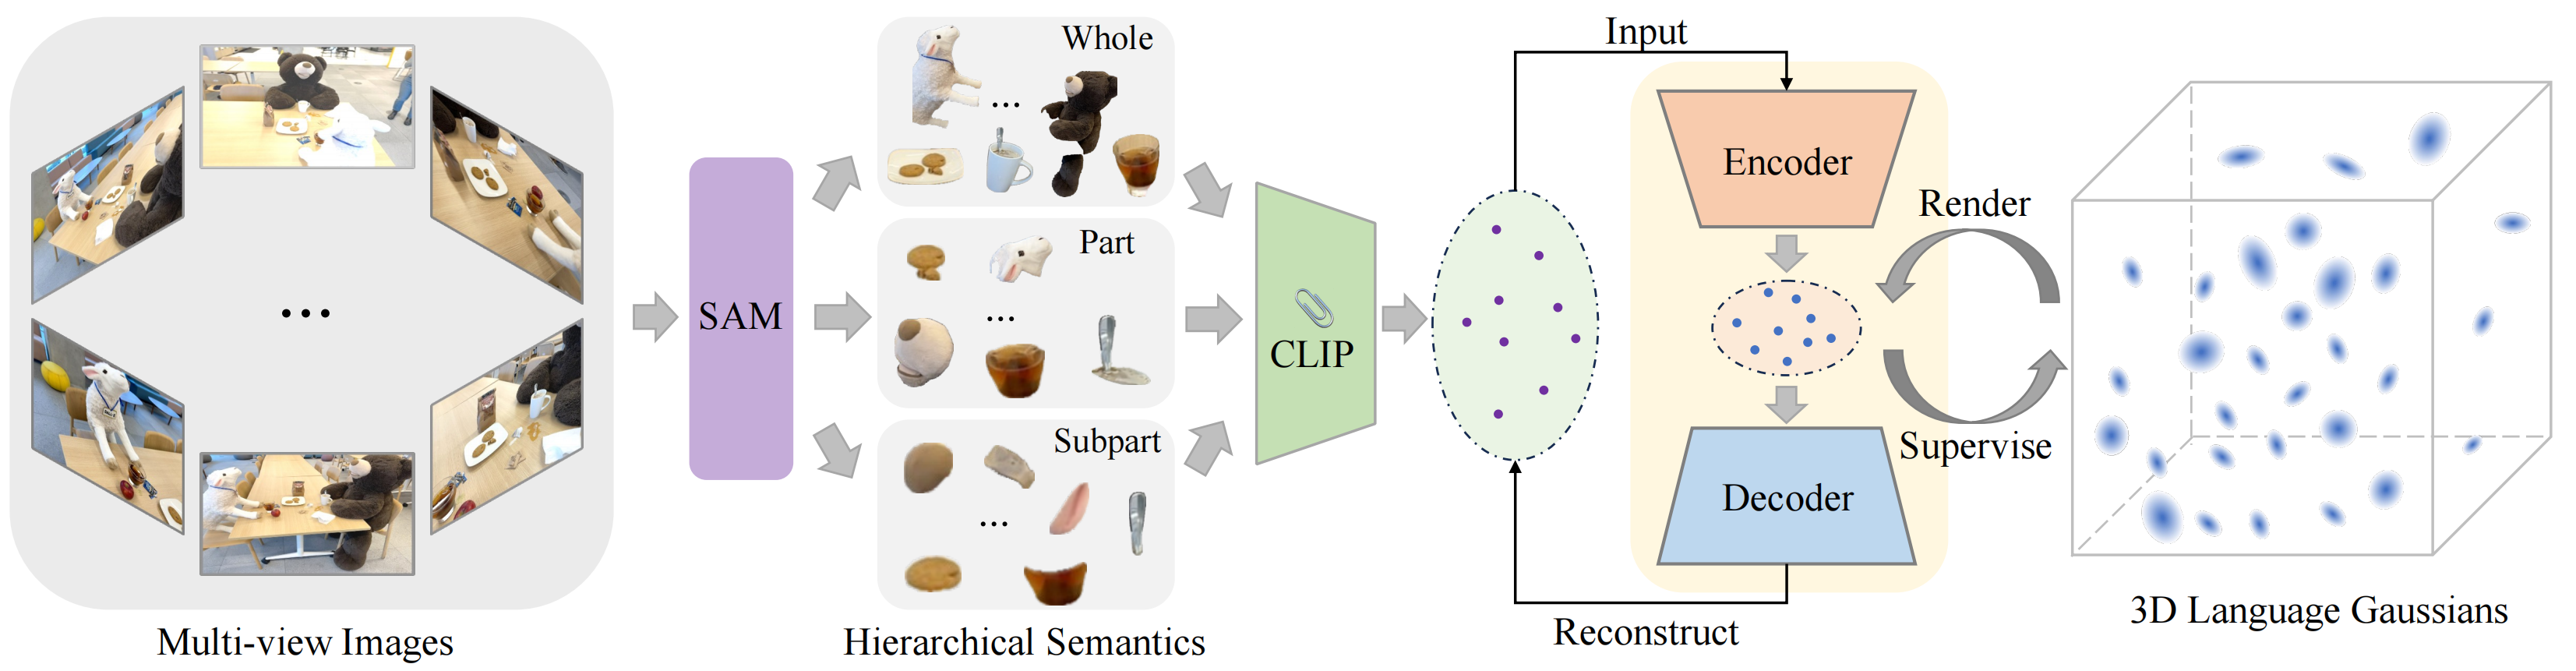 Multi-view Images
...
SAM
Whole
...
Part
...
Subpart
...
Hierarchical Semantics
CLIP
Input
Encoder
Decoder
Reconstruct
Render
Supervise
3D Language Gaussians